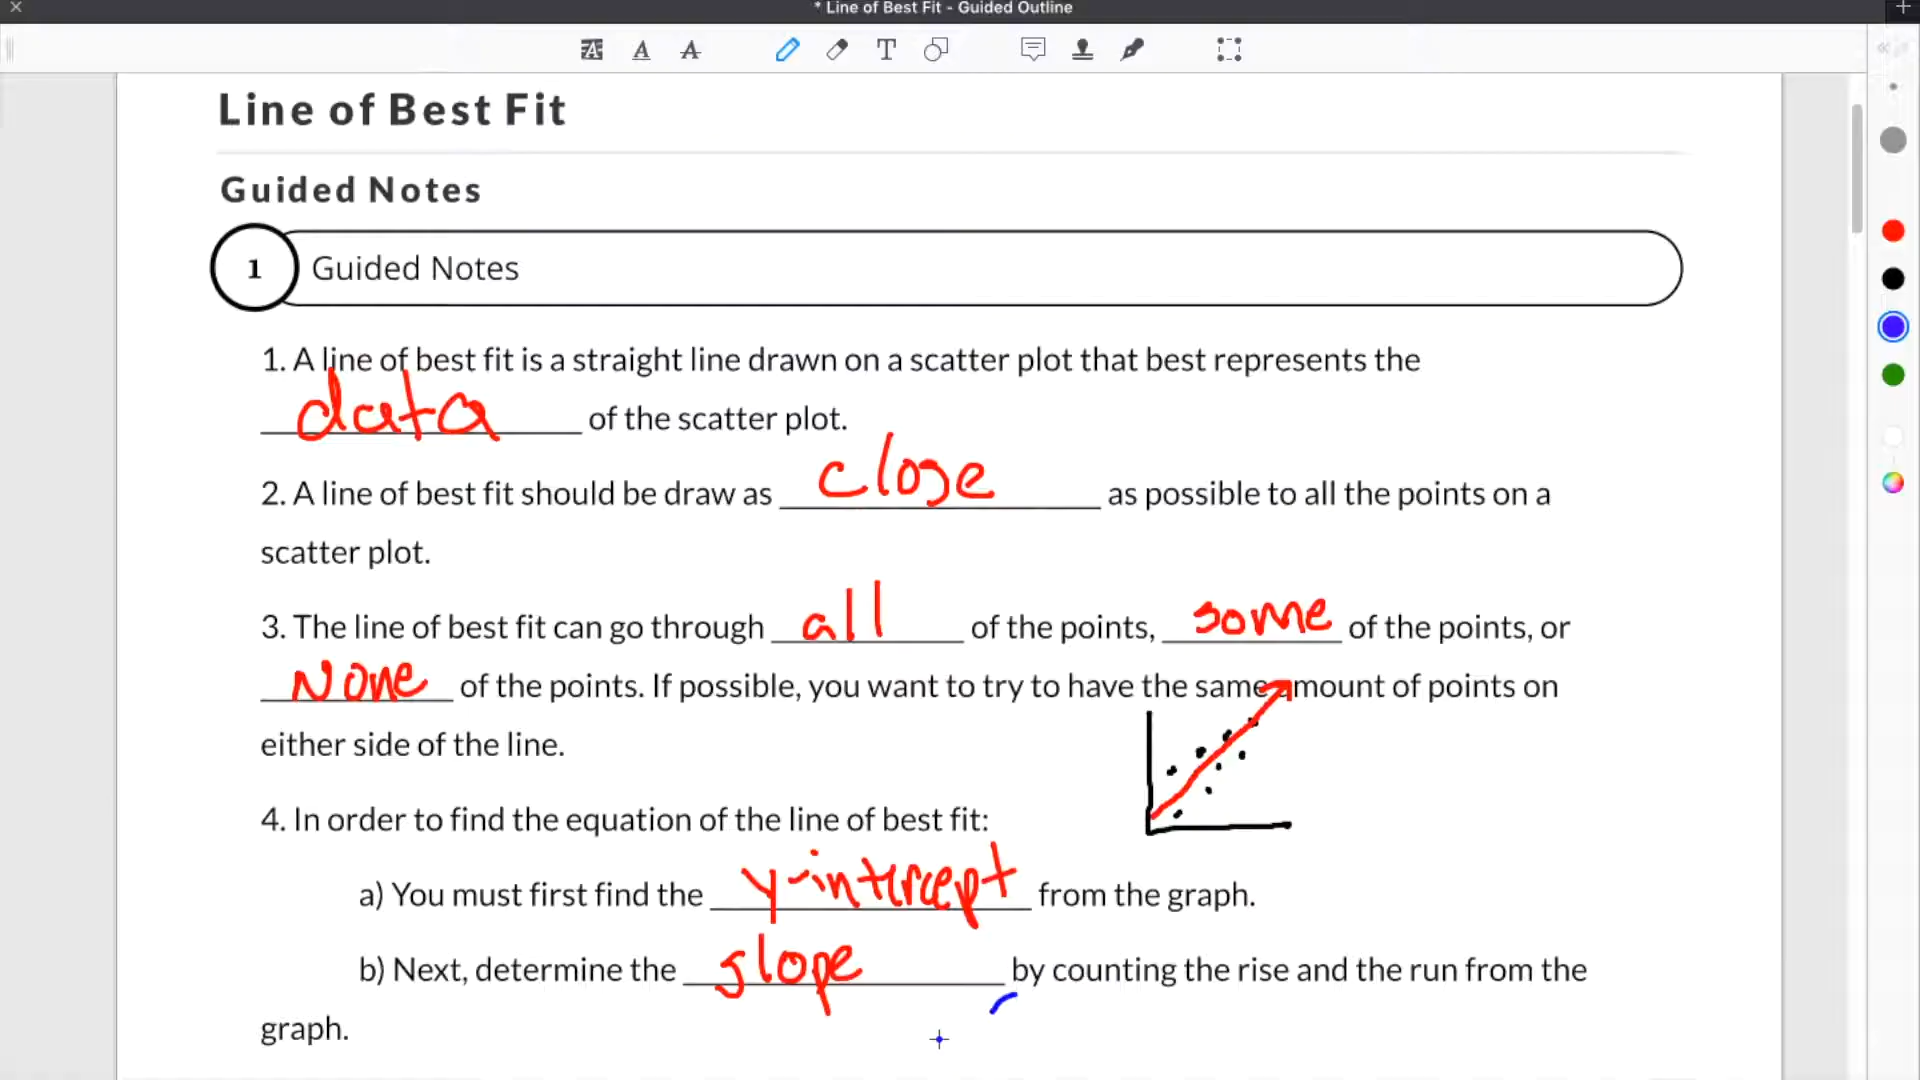 * Line of Best Fit - Guided Outline
Line of Best Fit
Guided Notes
1 Guided Notes
1. A line of best fit is a straight line drawn on a scatter plot that best represents the
data of the scatter plot.
2. A line of best fit should be draw as close as possible to all the points on a
scatter plot.
3. The line of best fit can go through all of the points, some of the points, or
None of the points. If possible, you want to try to have the same amount of points on
either side of the line.
4. In order to find the equation of the line of best fit:
a) You must first find the y-intercept from the graph.
b) Next, determine the slope by counting the rise and the run from the
graph.